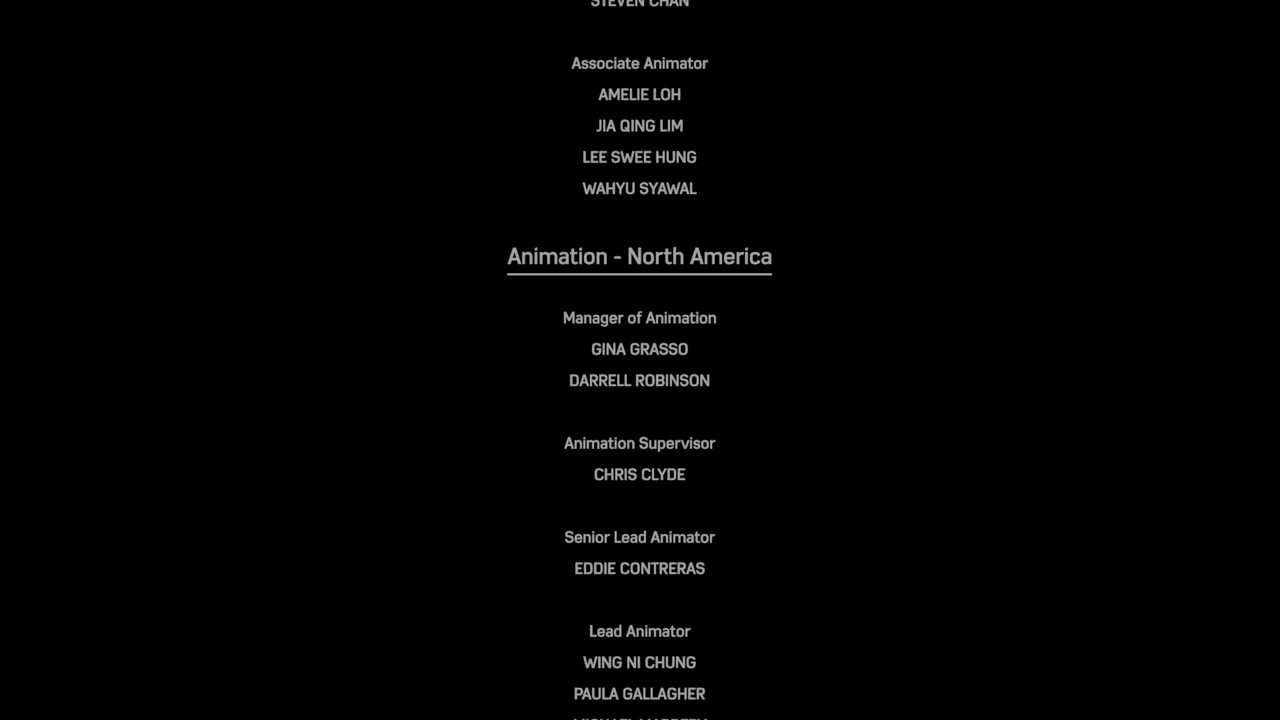 STEVEN CHAN
Associate Animator
AMELIE LOH
JIA QING LIM
LEE SWEE HUNG
WAHYU SYAWAL
Animation - North America
Manager of Animation
GINA GRASSO
DARRELL ROBINSON
Animation Supervisor
CHRIS CLYDE
Senior Lead Animator
EDDIE CONTRERAS
Lead Animator
WING NI CHUNG
PAULA GALLAGHER